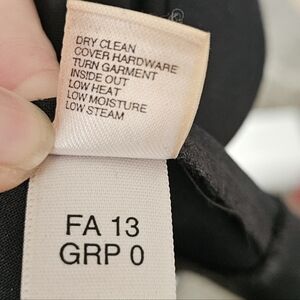 DRY CLEAN
COVER HARDWARE
TURN GARMENT
INSIDE OUT
LOW HEAT
LOW MOISTURE
LOW STEAM
FA 13
GRP 0